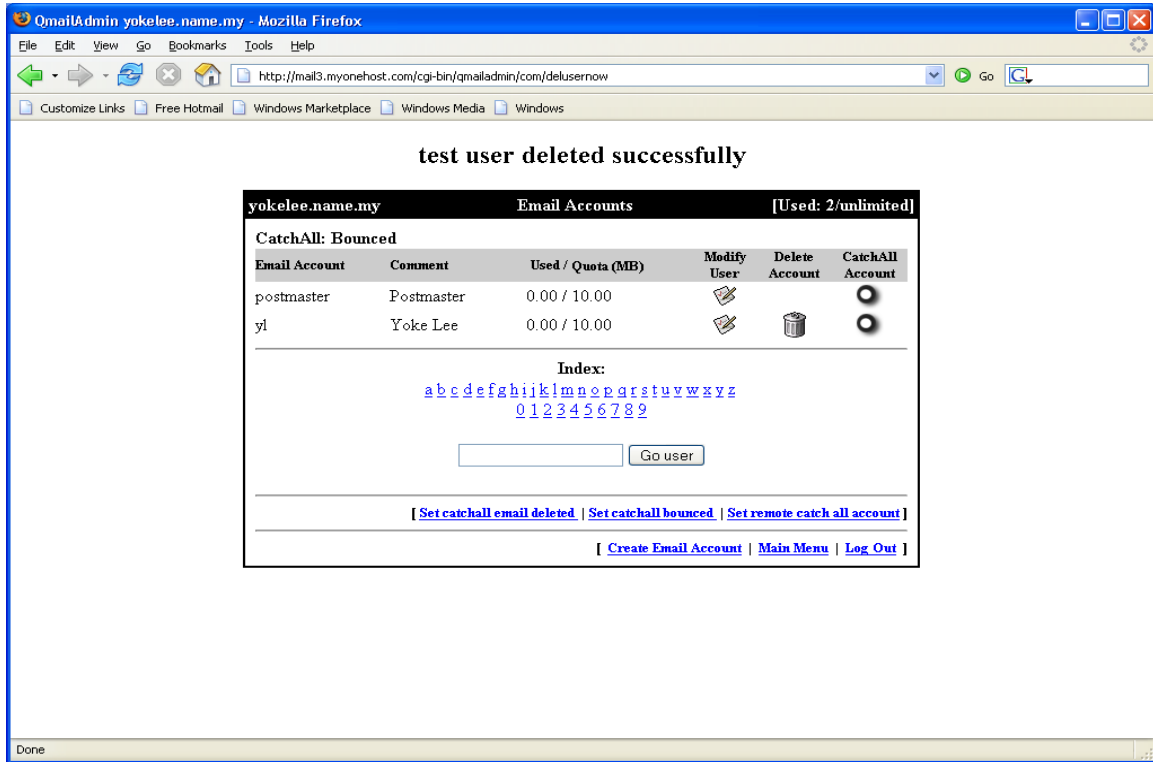 QmailAdmin yokelee.name.my - Mozilla Firefox
File Edit View Go Bookmarks Tools Help
http://mail3.myonehost.com/cgi-bin/qmailadmin/com/delusernow Go G
Customize Links Free Hotmail Windows Marketplace Windows Media Windows
test user deleted successfully
yokelee.name.my Email Accounts [Used: 2/unlimited]
CatchAll: Bounced
Email Account Comment Used / Quota (MB) Modify User Delete Account CatchAll Account
postmaster Postmaster 0.00 / 10.00
yl Yoke Lee 0.00 / 10.00
Index:
a b c d e f g h i j k l m n o p q r s t u v w x y z
0 1 2 3 4 5 6 7 8 9
Go user
[ Set catchall email deleted | Set catchall bounced | Set remote catch all account ]
[ Create Email Account | Main Menu | Log Out ]
Done